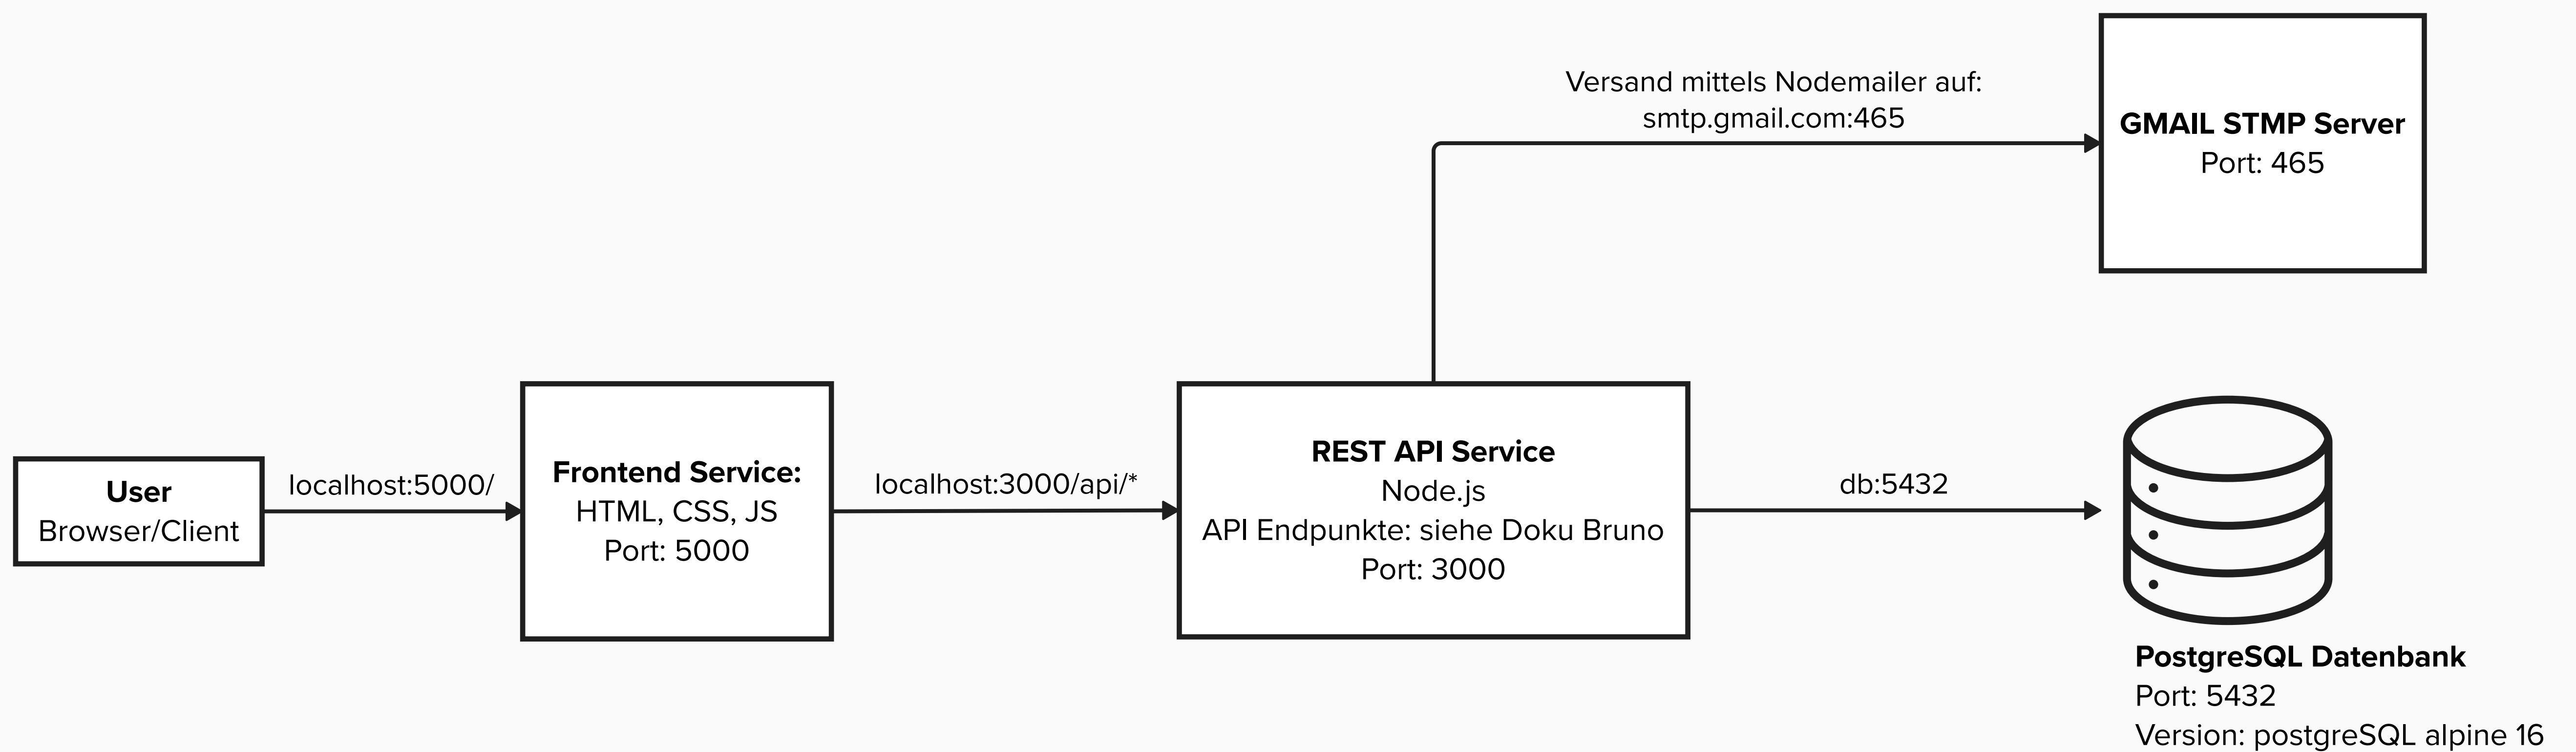 Versand mittels Nodemailer auf:
smtp.gmail.com:465
GMAIL STMP Server
Port: 465
User
Browser/Client
localhost:5000/
Frontend Service:
HTML, CSS, JS
Port: 5000
localhost:3000/api/*
REST API Service
Node.js
API Endpunkte: siehe Doku Bruno
Port: 3000
db:5432
PostgreSQL Datenbank
Port: 5432
Version: postgreSQL alpine 16